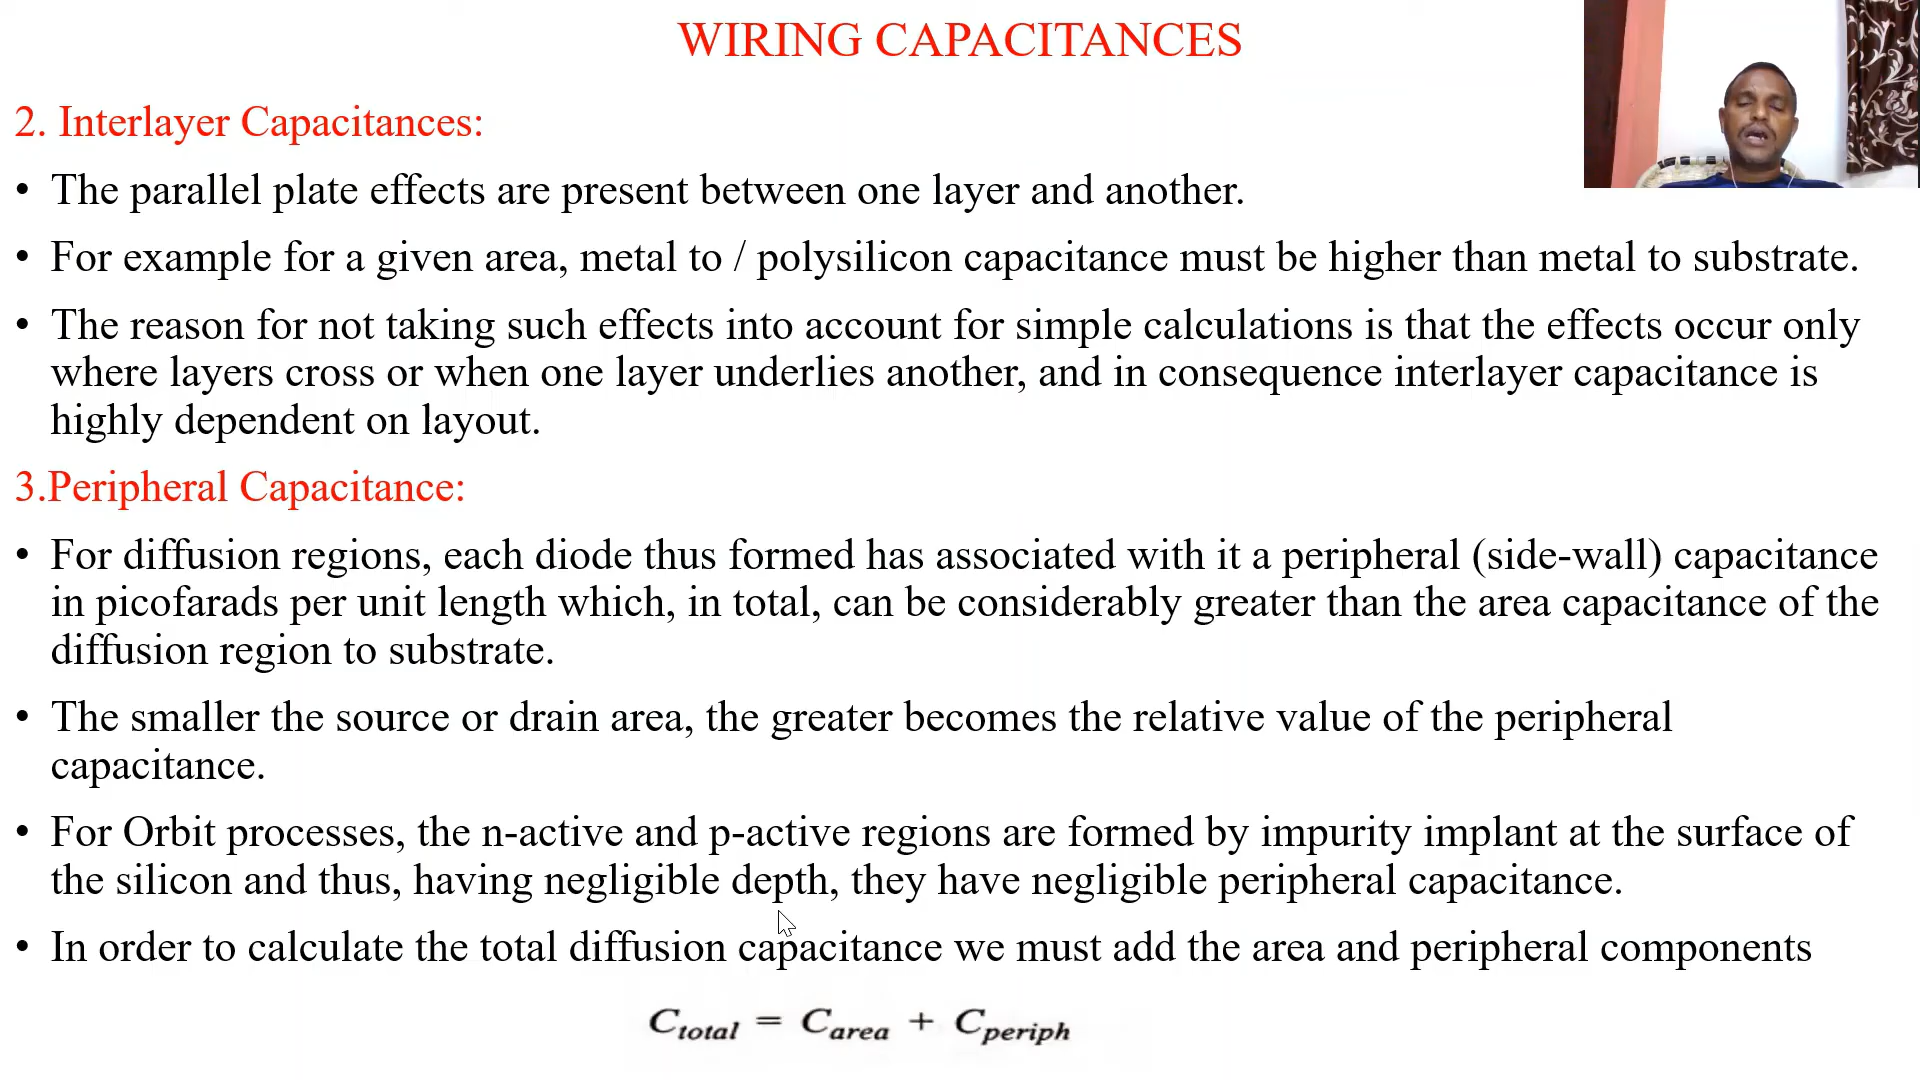 WIRING CAPACITANCES
2. Interlayer Capacitances:
• The parallel plate effects are present between one layer and another.
• For example for a given area, metal to / polysilicon capacitance must be higher than metal to substrate.
• The reason for not taking such effects into account for simple calculations is that the effects occur only
where layers cross or when one layer underlies another, and in consequence interlayer capacitance is
highly dependent on layout.
3.Peripheral Capacitance:
• For diffusion regions, each diode thus formed has associated with it a peripheral (side-wall) capacitance
in picofarads per unit length which, in total, can be considerably greater than the area capacitance of the
diffusion region to substrate.
• The smaller the source or drain area, the greater becomes the relative value of the peripheral
capacitance.
• For Orbit processes, the n-active and p-active regions are formed by impurity implant at the surface of
the silicon and thus, having negligible depth, they have negligible peripheral capacitance.
• In order to calculate the total diffusion capacitance we must add the area and peripheral components
C_total = C_area + C_periph